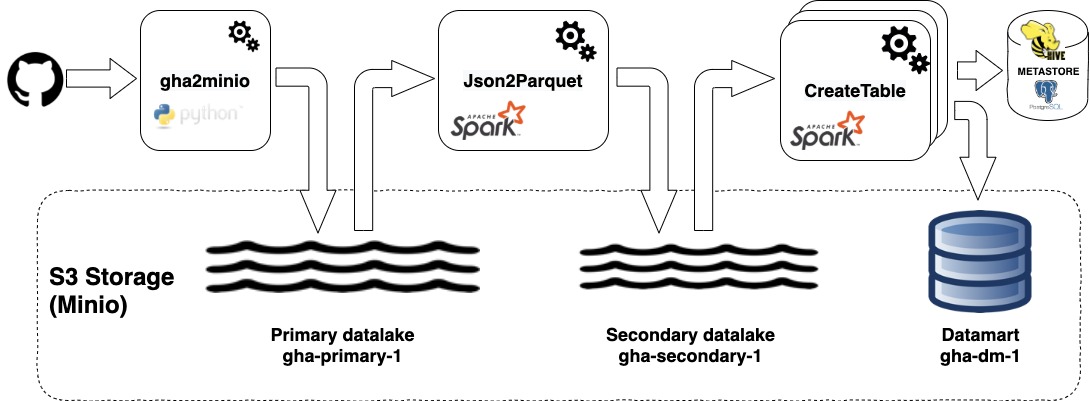 gha2minio
python
Json2Parquet
APACHE
Spark
CreateTable
APACHE
Spark
HIVE
METASTORE
PostgreSQL
S3 Storage
(Minio)
Primary datalake
gha-primary-1
Secondary datalake
gha-secondary-1
Datamart
gha-dm-1